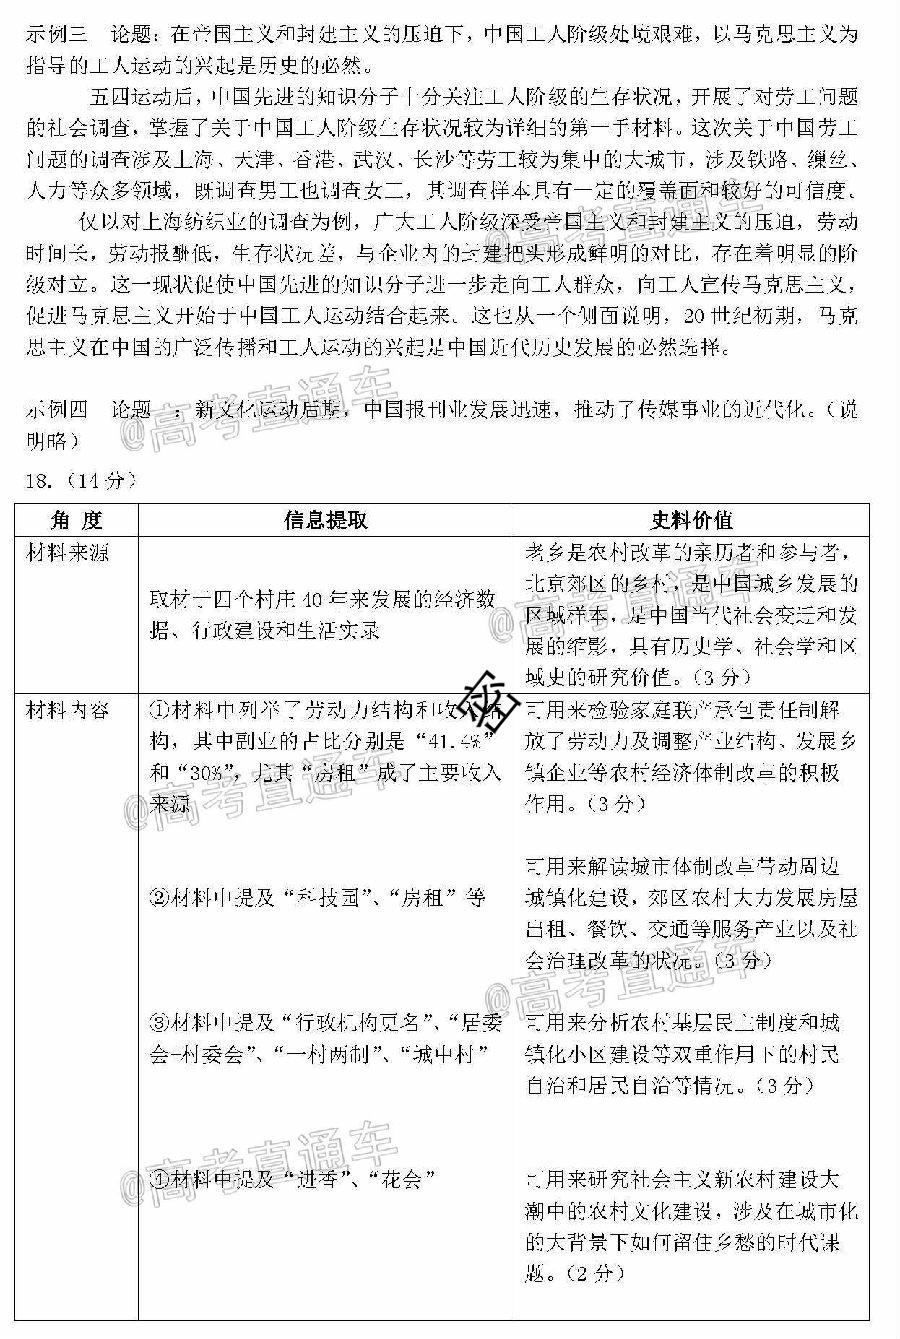 示例三 论题：在帝国主义和封建主义的压迫下，中国工人阶级处境艰难，以马克思主义为
指导的工人运动的兴起是历史的必然。
五四运动后，中国先进的知识分子十分关注工人阶级的生存状况，开展了对劳工问题
的社会调查，掌握了关于中国工人阶级生存状况较为详细的第一手材料。这次关于中国劳工
问题的调查涉及上海、天津、香港、武汉、长沙等劳工较为集中的大城市，涉及铁路、缫丝、
人力等众多领域，既调查男工也调查女工，其调查样本具有一定的覆盖面和较好的可信度。
仅以对上海纺织业的调查为例，广大工人阶级深受帝国主义和封建主义的压迫，劳动
时间长，劳动报酬低，生存状况差，与企业内的封建把头形成鲜明的对比，存在着明显的阶
级对立。这一现状促使中国先进的知识分子进一步走向工人群众，向工人宣传马克思主义，
促进马克思主义开始于中国工人运动结合起来。这也从一个侧面说明，20 世纪初期，马克
思主义在中国的广泛传播和工人运动的兴起是中国近代历史发展的必然选择。
示例四 论题 ：新文化运动后期，中国报刊业发展迅速，推动了传媒事业的近代化。（说
明略）
18.（14 分）
角 度 信息提取 史料价值
材料来源
取材于四个村庄 40 年来发展的经济数
据、行政建设和生活实录
老乡是农村改革的亲历者和参与者，
北京郊区的乡村，是中国城乡发展的
区域样本，是中国当代社会变迁和发
展的缩影，具有历史学、社会学和区
域史的研究价值。（3 分）
材料内容
①材料中列举了劳动力结构和收入结
构，其中副业的占比分别是“41.4%”
和“30%”，尤其“房租”成了主要收入
来源
可用来检验家庭联产承包责任制解
放了劳动力及调整产业结构、发展乡
镇企业等农村经济体制改革的积极
作用。（3 分）
②材料中提及“科技园”、“房租”等
可用来解读城市体制改革带动周边
城镇化建设，郊区农村大力发展房屋
出租、餐饮、交通等服务产业以及社
会治理改革的状况。（3 分）
③材料中提及“行政机构更名”、“居委
会-村委会”、“一村两制”、“城中村”
可用来分析农村基层民主制度和城
镇化小区建设等双重作用下的村民
自治和居民自治等情况。（3 分）
④材料中提及“进香”、“花会”
可用来研究社会主义新农村建设大
潮中的农村文化建设，涉及在城市化
的大背景下如何留住乡愁的时代课
题。（2 分）
密
@高考直通车
@高考直通车
@高考直通车
@高考直通车
@高考直通车
@高考直通车